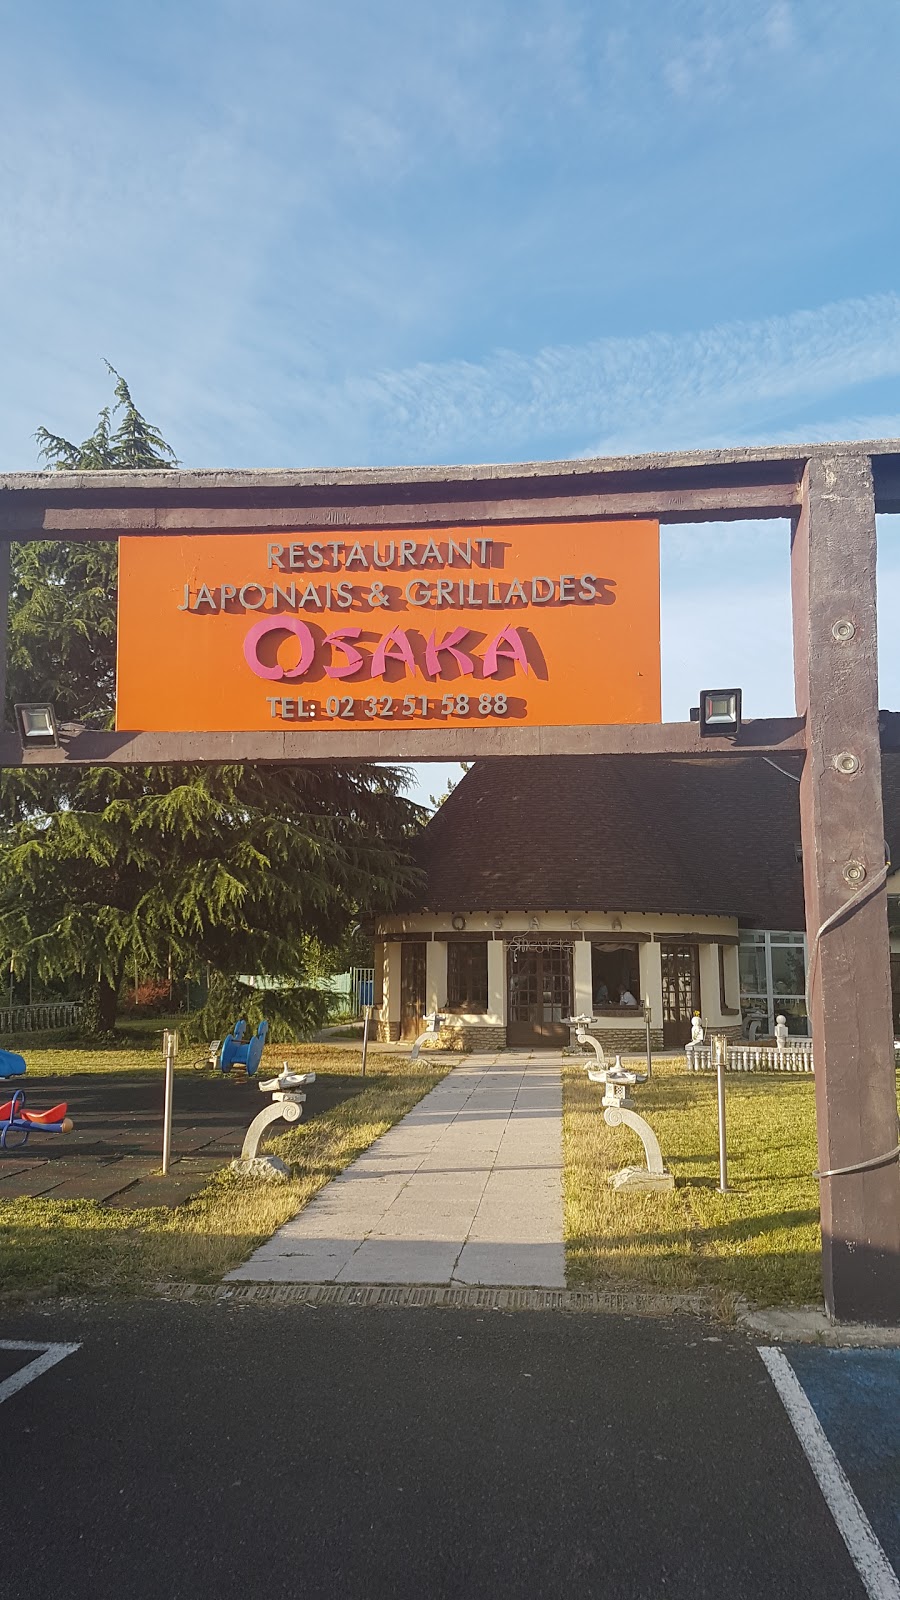 RESTAURANT
JAPONAIS & GRILLADES
OSAKA
TEL: 02 32 51 58 88
OSAKA